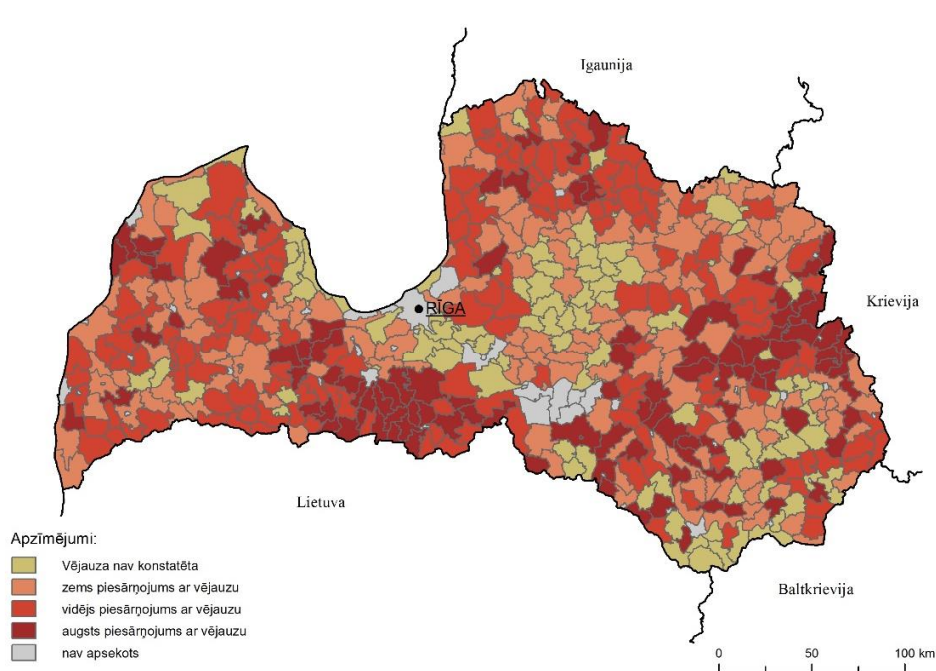 Igaunija
RĪGA
Krievija
Lietuva
Baltkrievija
Apzīmējumi:
Vējauza nav konstatēta
zems piesārņojums ar vējauzu
vidējs piesārņojums ar vējauzu
augsts piesārņojums ar vējauzu
nav apsekots
0 50 100 km